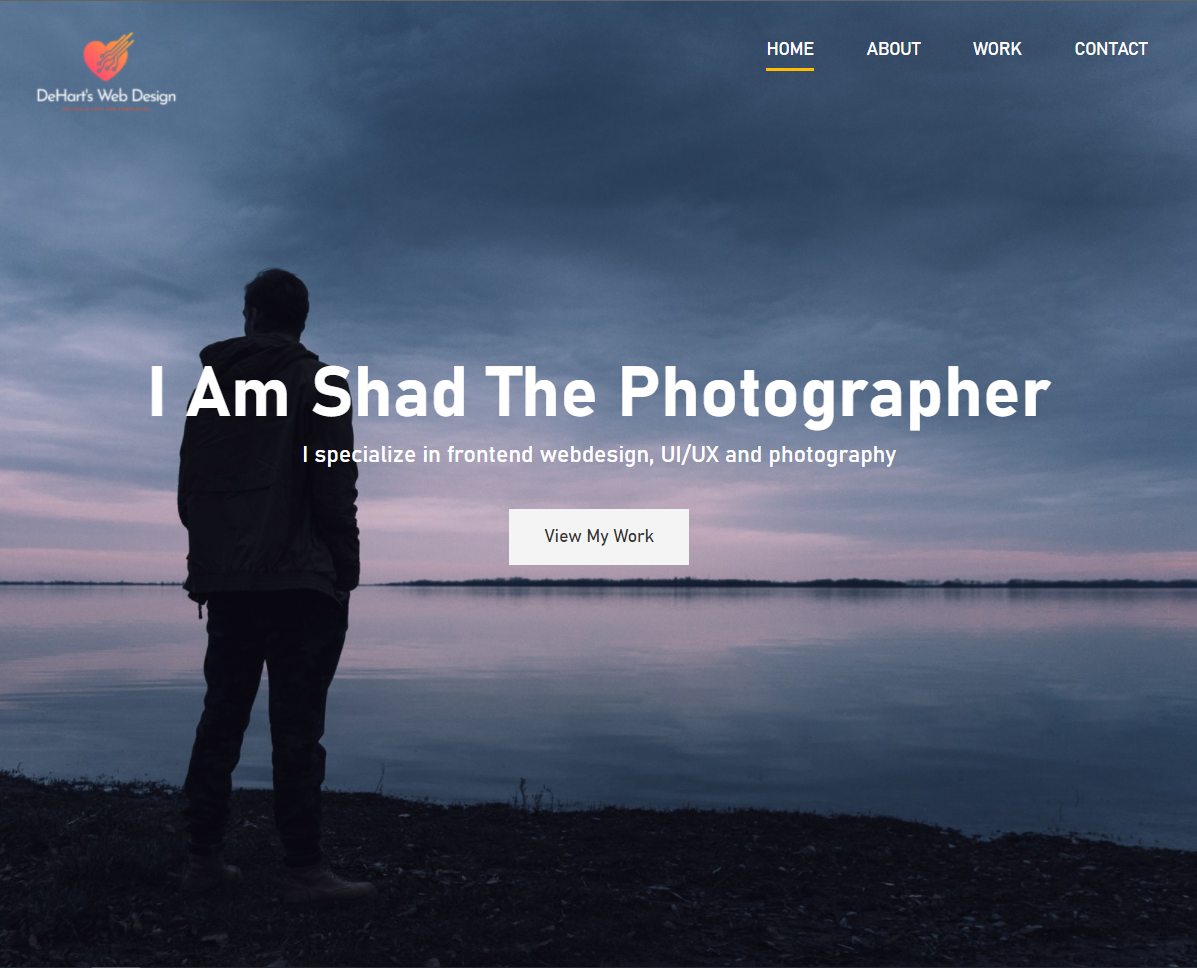 HOME ABOUT WORK CONTACT
DeHart's Web Design
I Am Shad The Photographer
I specialize in frontend webdesign, UI/UX and photography
View My Work